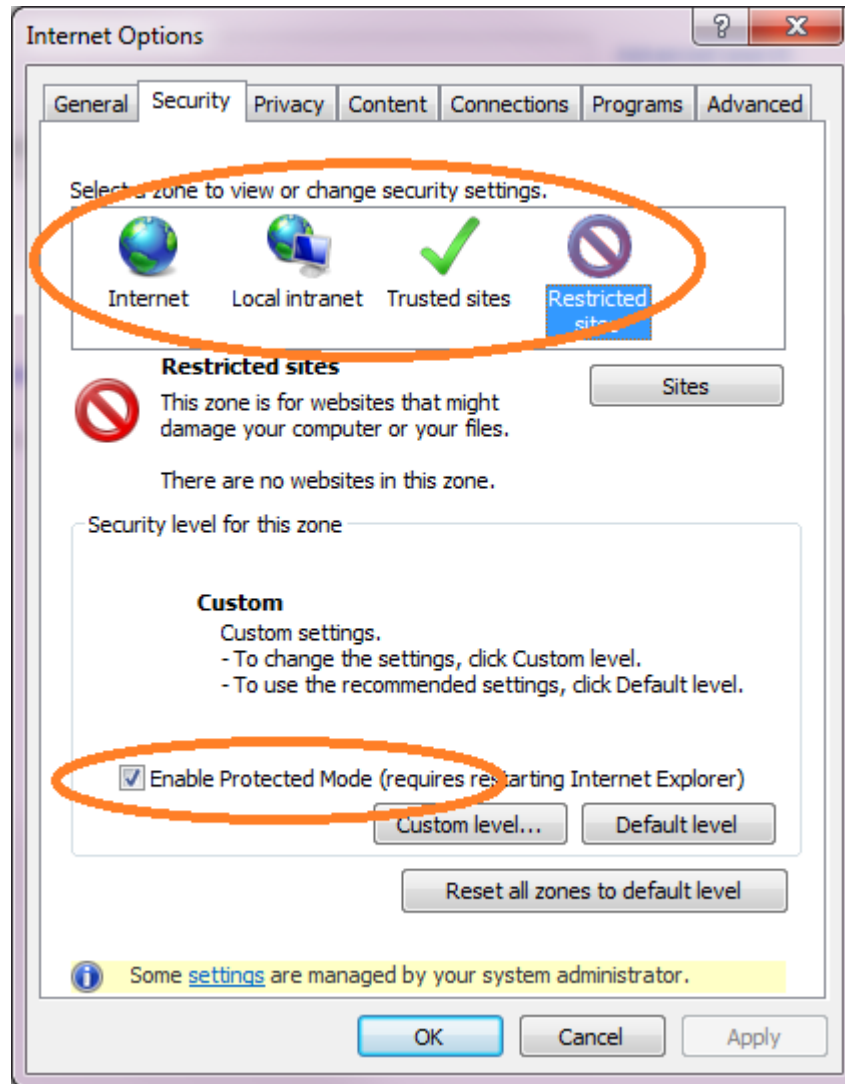 Internet Options
General Security Privacy Content Connections Programs Advanced
Select a zone to view or change security settings.
Internet Local intranet Trusted sites Restricted
sites
Restricted sites
Sites
This zone is for websites that might
damage your computer or your files.
There are no websites in this zone.
Security level for this zone
Custom
Custom settings.
- To change the settings, click Custom level.
- To use the recommended settings, click Default level.
Enable Protected Mode (requires restarting Internet Explorer)
Custom level... Default level
Reset all zones to default level
Some settings are managed by your system administrator.
OK Cancel Apply